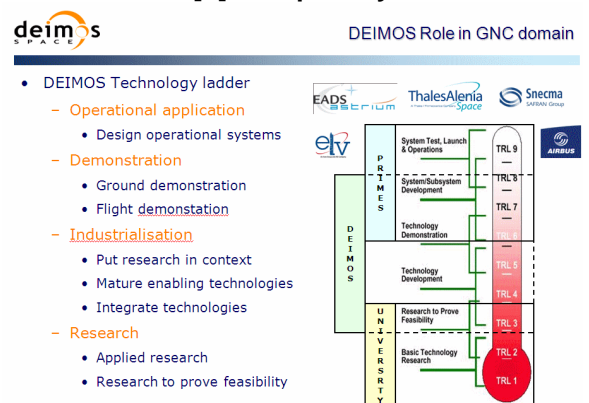 deimos
SPACE
DEIMOS Role in GNC domain
• DEIMOS Technology ladder
– Operational application
• Design operational systems
– Demonstration
• Ground demonstration
• Flight demonstation
– Industrialisation
• Put research in context
• Mature enabling technologies
• Integrate technologies
– Research
• Applied research
• Research to prove feasibility
EADS
astrium
ThalesAlenia
Space
Snecma
SAFRAN Group
elv
AIRBUS
PRIMES
DEIMOS
UNIVERSRTY
System Test, Launch
& Operations
System/Subsystem
Development
Technology
Demonstration
Technology
Development
Research to Prove
Feasibility
Basic Technology
Research
TRL 9
TRL 8
TRL 7
TRL 6
TRL 5
TRL 4
TRL 3
TRL 2
TRL 1